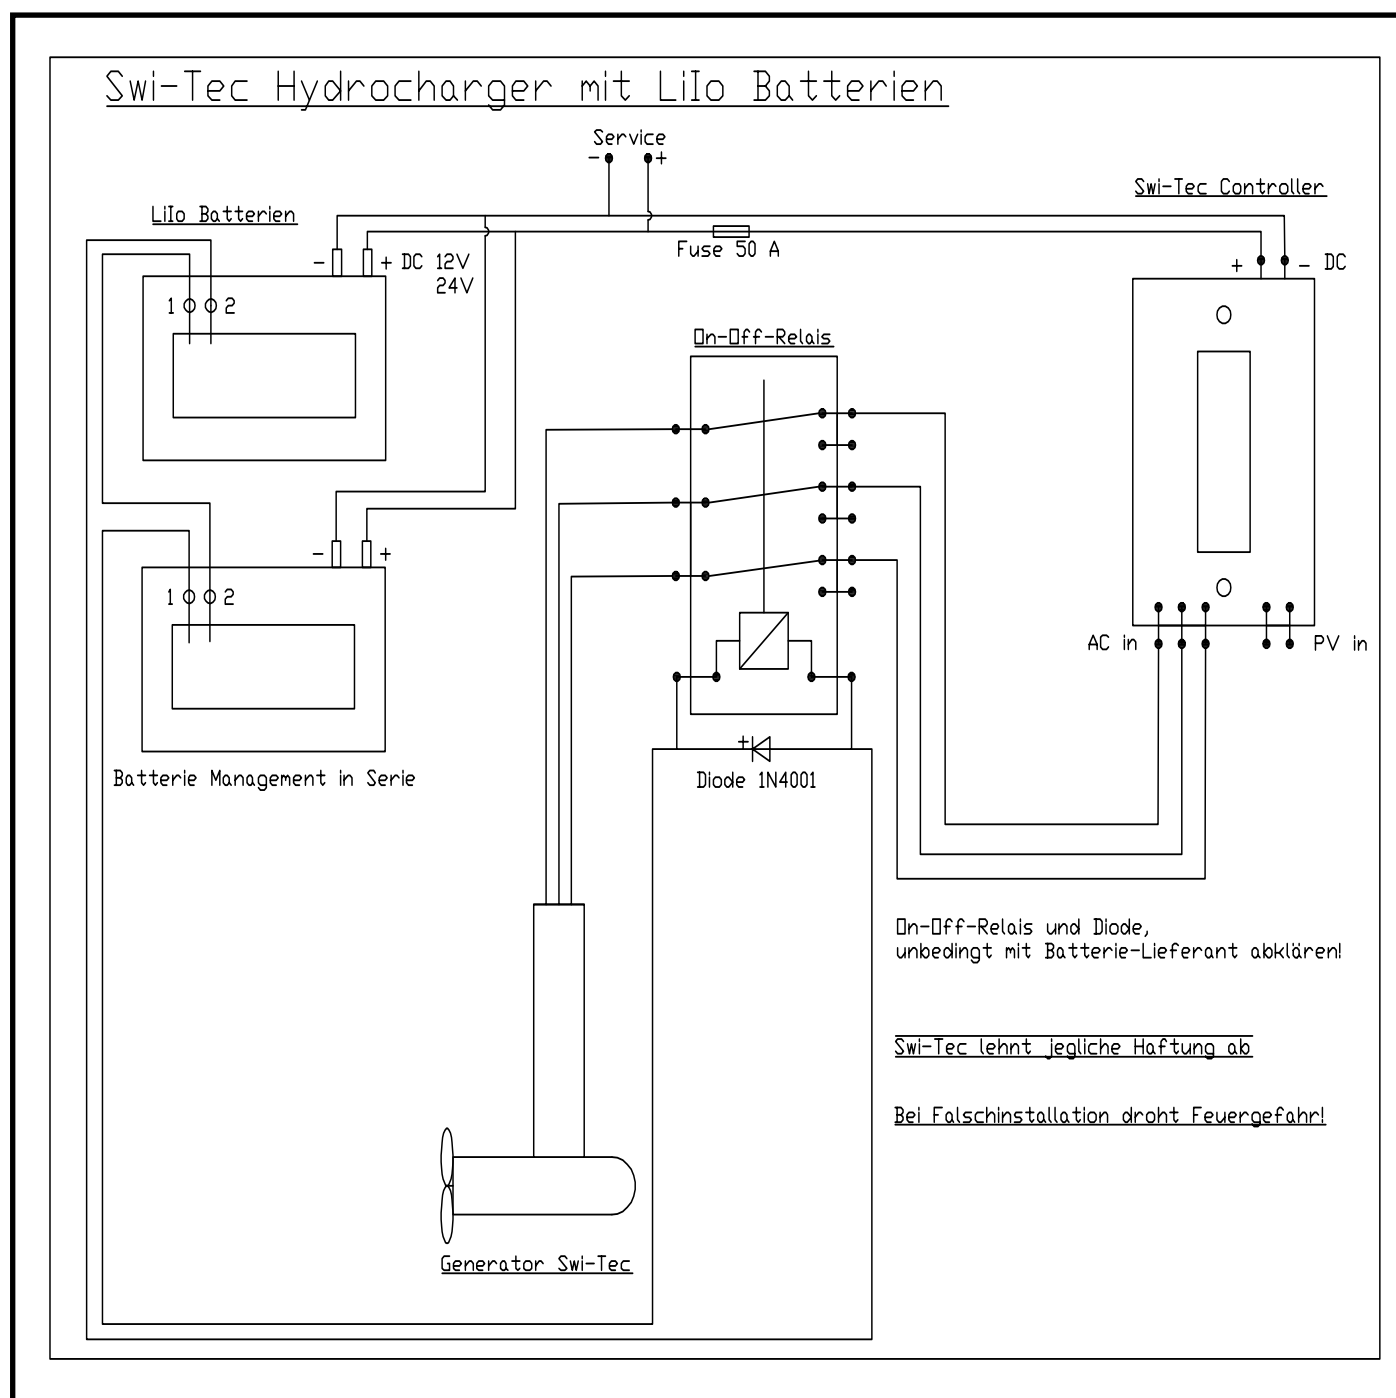 Swi-Tec Hydrocharger mit LiIo Batterien
Service
- +
Swi-Tec Controller
LiIo Batterien
Fuse 50 A
- + DC 12V
24V
+ - DC
1 2
On-Off-Relais
- +
1 2
AC in
PV in
+
Diode 1N4001
Batterie Management in Serie
On-Off-Relais und Diode,
unbedingt mit Batterie-Lieferant abklären!
Swi-Tec lehnt jegliche Haftung ab
Bei Falschinstallation droht Feuergefahr!
Generator Swi-Tec